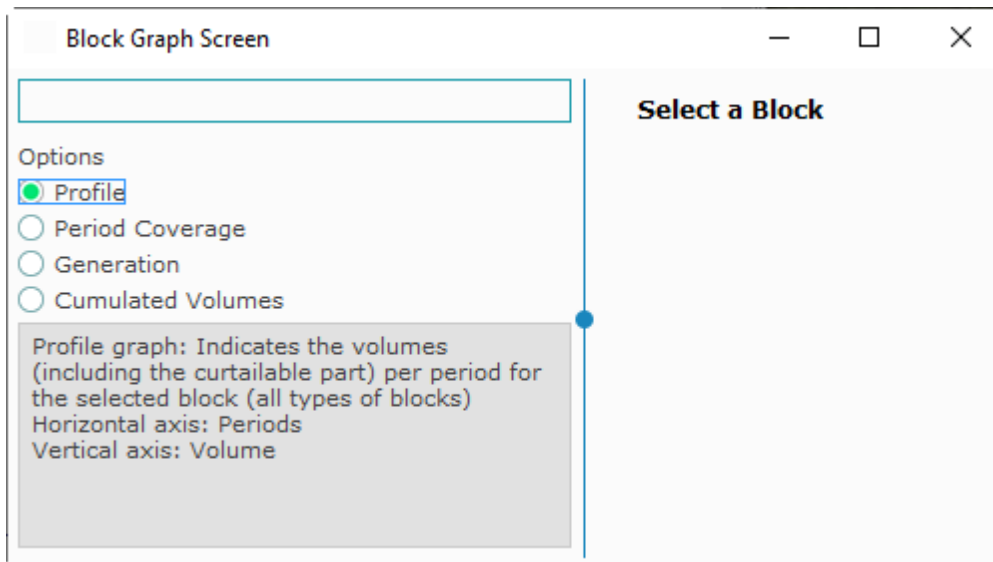 Block Graph Screen
Select a Block
Options
Profile
Period Coverage
Generation
Cumulated Volumes
Profile graph: Indicates the volumes
(including the curtailable part) per period for
the selected block (all types of blocks)
Horizontal axis: Periods
Vertical axis: Volume